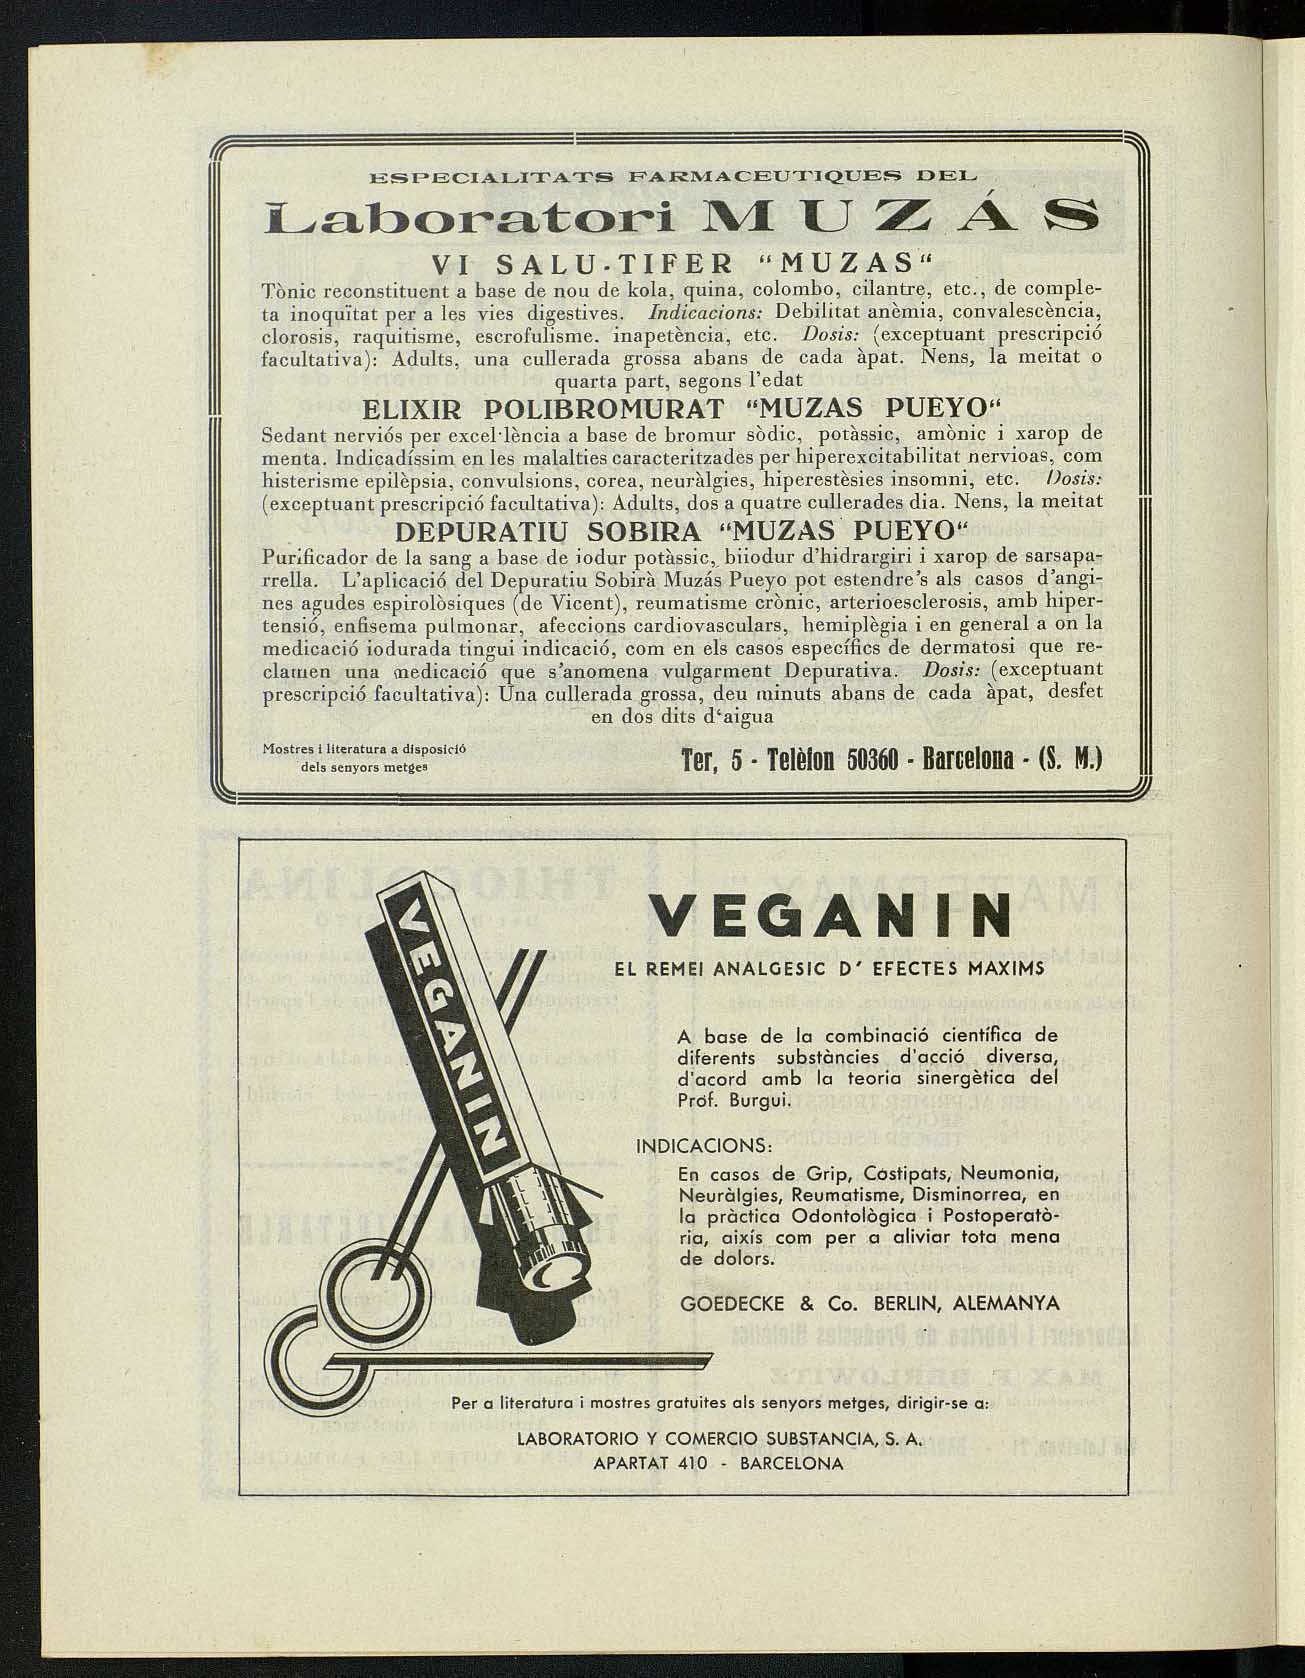 ESPECIALITATS FARMACEUTIQUES DEL
Laboratori MUZÁS
VI SALU-TIFER “MUZAS“
Tònic reconstituent a base de nou de kola, quina, colombo, cilantre, etc., de comple-
ta inoquïtat per a les vies digestives. Indicacions: Debilitat anèmia, convalescència,
clorosis, raquitisme, escrofulisme. inapetència, etc. Dosis: (exceptuant prescripció
facultativa): Adults, una cullerada grossa abans de cada àpat. Nens, la meitat o
quarta part, segons l'edat
ELIXIR POLIBROMURAT “MUZAS PUEYO“
Sedant nerviós per excel·lència a base de bromur sòdic, potàssic, amònic i xarop de
menta. Indicadíssim en les malalties caracteritzades per hiperexcitabilitat nervioas, com
histerisme epilèpsia, convulsions, corea, neuràlgies, hiperestèsies insomni, etc. Dosis:
(exceptuant prescripció facultativa): Adults, dos a quatre cullerades dia. Nens, la meitat
DEPURATIU SOBIRA “MUZAS PUEYO“
Purificador de la sang a base de iodur potàssic, biiodur d'hidrargiri i xarop de sarsapa-
rrella. L'aplicació del Depuratiu Sobirà Muzás Pueyo pot estendre's als casos d'angi-
nes agudes espirolòsiques (de Vicent), reumatisme crònic, arterioesclerosis, amb hiper-
tensió, enfisema pulmonar, afeccions cardiovasculars, hemiplègia i en general a on la
medicació iodurada tingui indicació, com en els casos específics de dermatosi que re-
clamen una medicació que s'anomena vulgarment Depurativa. Dosis: (exceptuant
prescripció facultativa): Una cullerada grossa, deu minuts abans de cada àpat, desfet
en dos dits d‘aigua
Mostres i literatura a disposició
dels senyors metges
Ter, 5 - Telèfon 50360 - Barcelona - (S. M.)
VEGANIN
VEGANIN
EL REMEI ANALGESIC D' EFECTES MAXIMS
A base de la combinació científica de
diferents substàncies d'acció diversa,
d'acord amb la teoria sinergètica del
Prof. Burgui.
INDICACIONS:
En casos de Grip, Costipats, Neumonia,
Neuràlgies, Reumatisme, Disminorrea, en
la pràctica Odontològica i Postoperatò-
ria, aixís com per a aliviar tota mena
de dolors.
GOEDECKE & Co. BERLIN, ALEMANYA
Per a literatura i mostres gratuites als senyors metges, dirigir-se a:
LABORATORIO Y COMERCIO SUBSTANCIA, S. A.
APARTAT 410 - BARCELONA